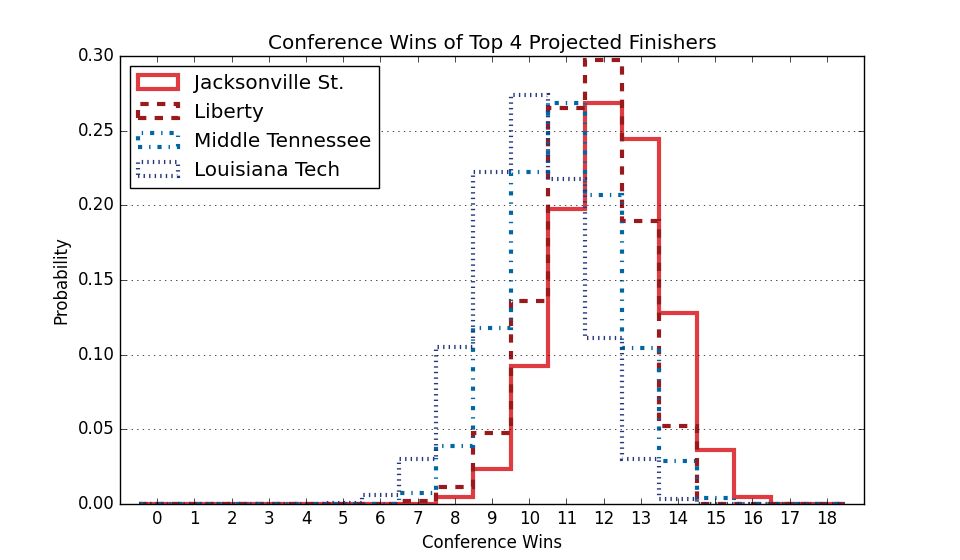 Conference Wins of Top 4 Projected Finishers
0.30
0.25
0.20
0.15
0.10
0.05
0.00
Probability
Jacksonville St.
Liberty
Middle Tennessee
Louisiana Tech
0 1 2 3 4 5 6 7 8 9 10 11 12 13 14 15 16 17 18
Conference Wins